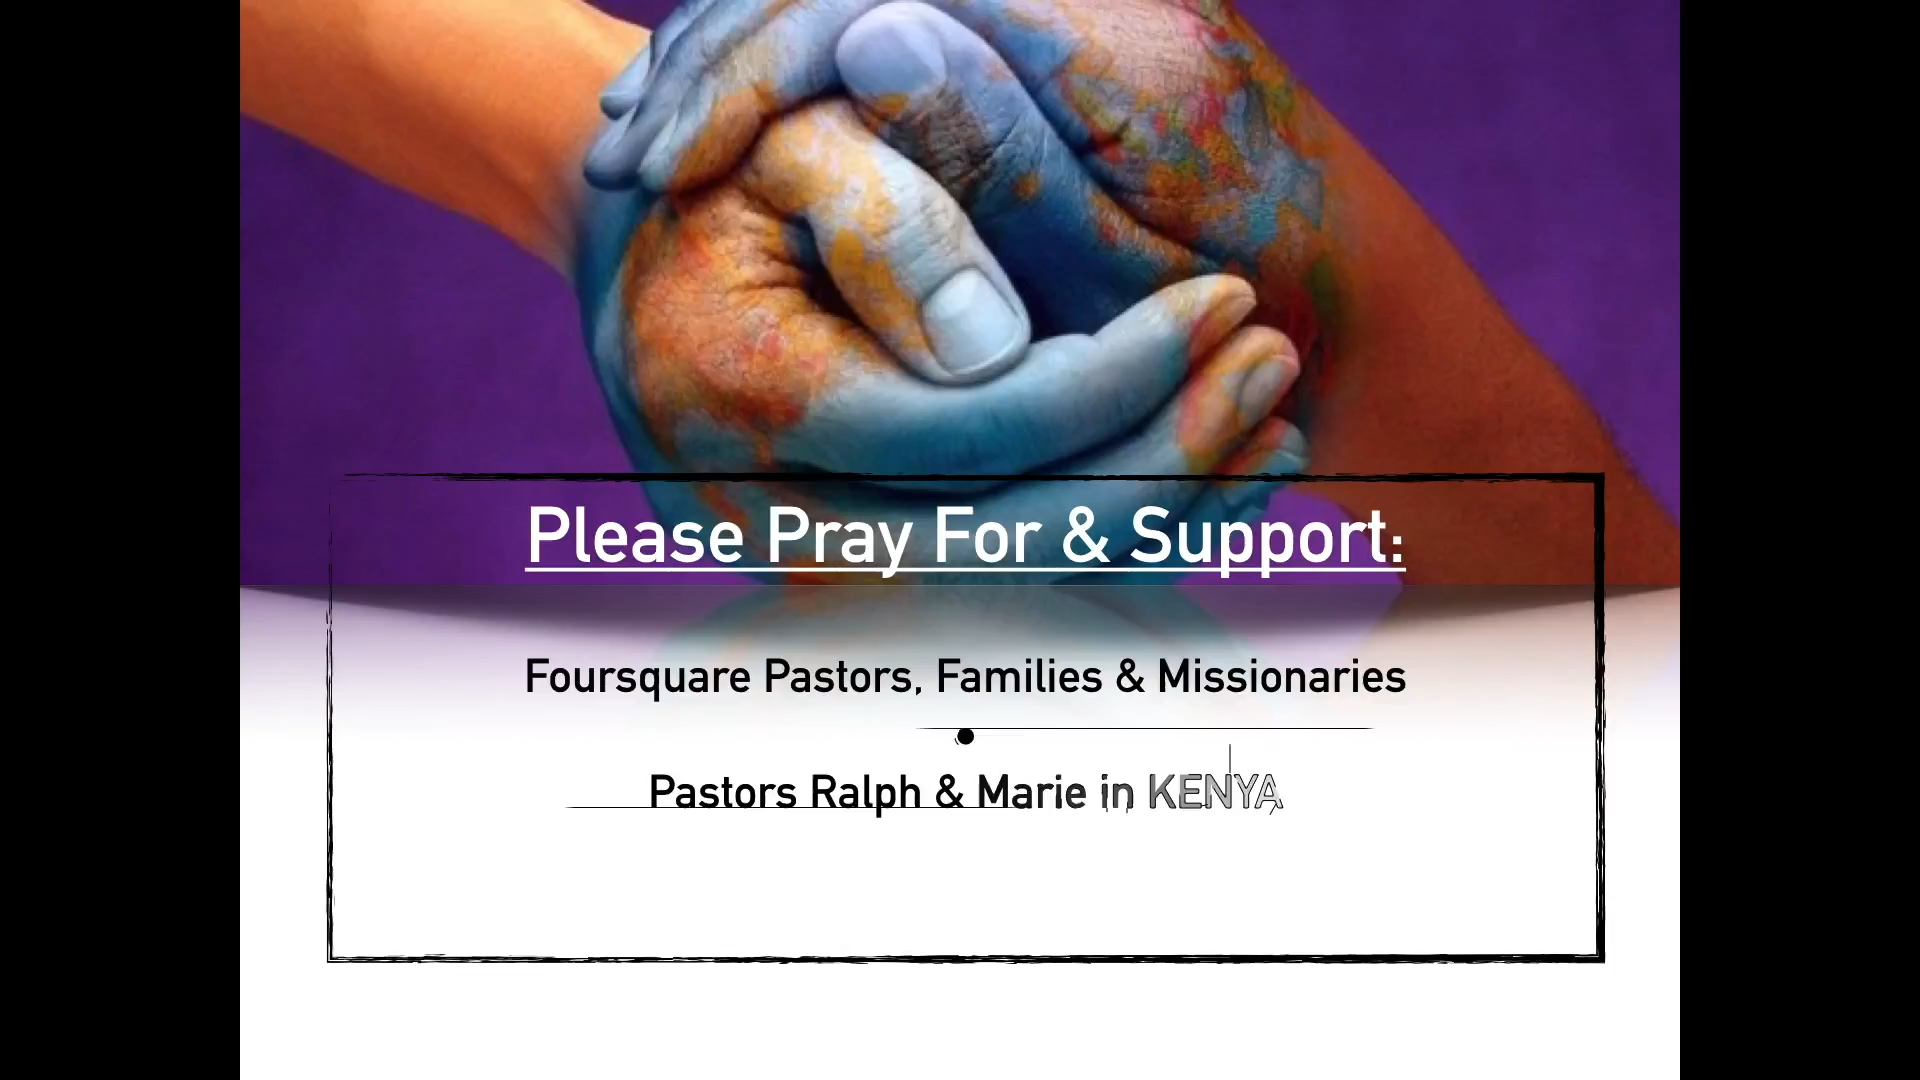 Please Pray For & Support:
Foursquare Pastors, Families & Missionaries
Pastors Ralph & Marie in KENYA